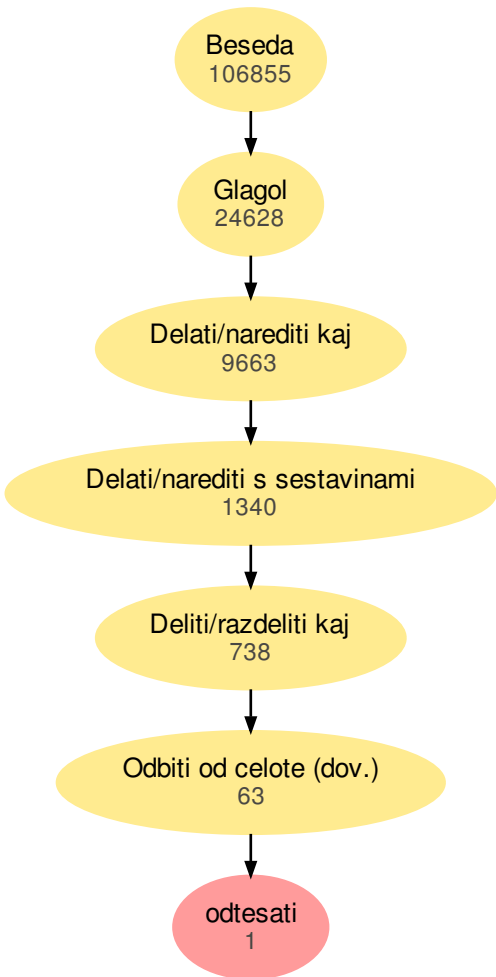 Beseda
106855
Glagol
24628
Delati/narediti kaj
9663
Delati/narediti s sestavinami
1340
Deliti/razdeliti kaj
738
Odbiti od celote (dov.)
63
odtesati
1